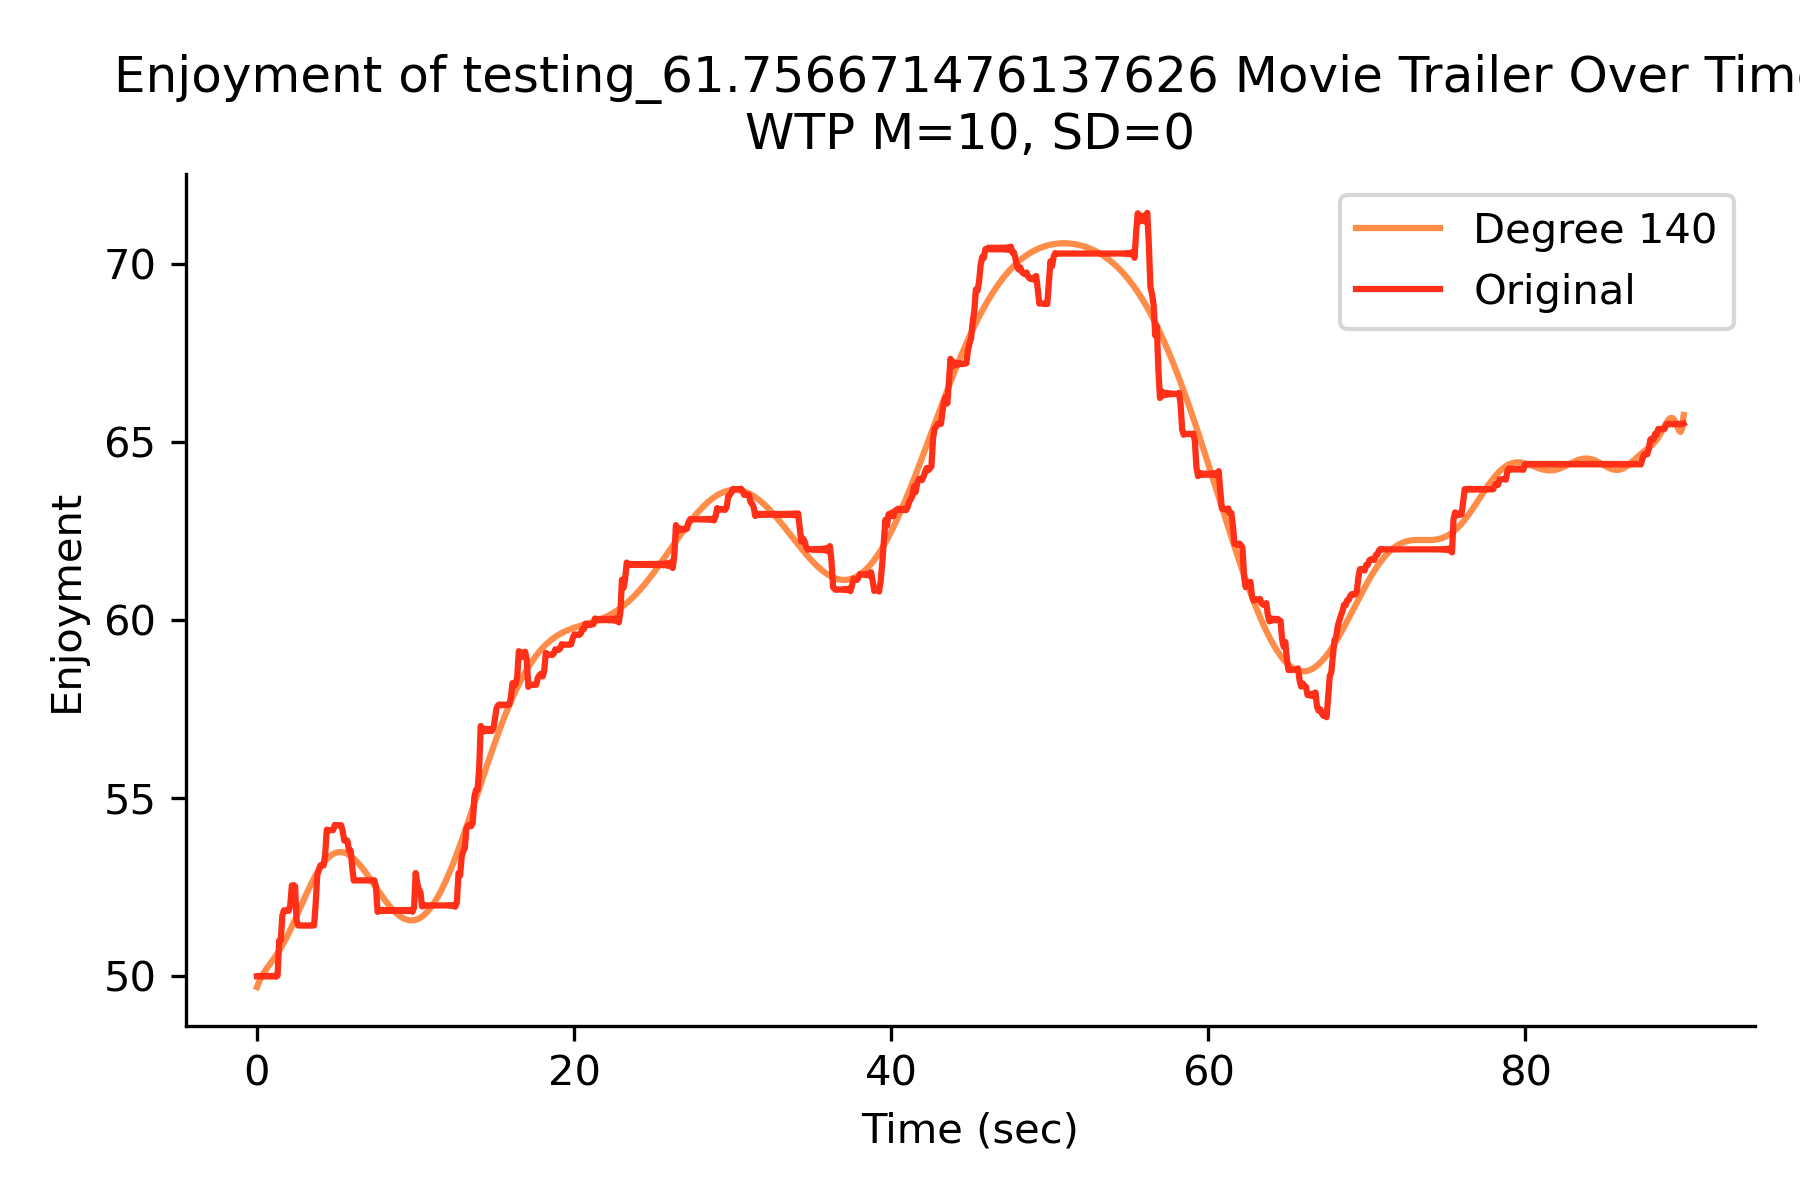 Enjoyment of testing_61.756671476137626 Movie Trailer Over Tim
WTP M=10, SD=0
Degree 140
Original
Enjoyment
70
65
60
55
50
0 20 40 60 80
Time (sec)